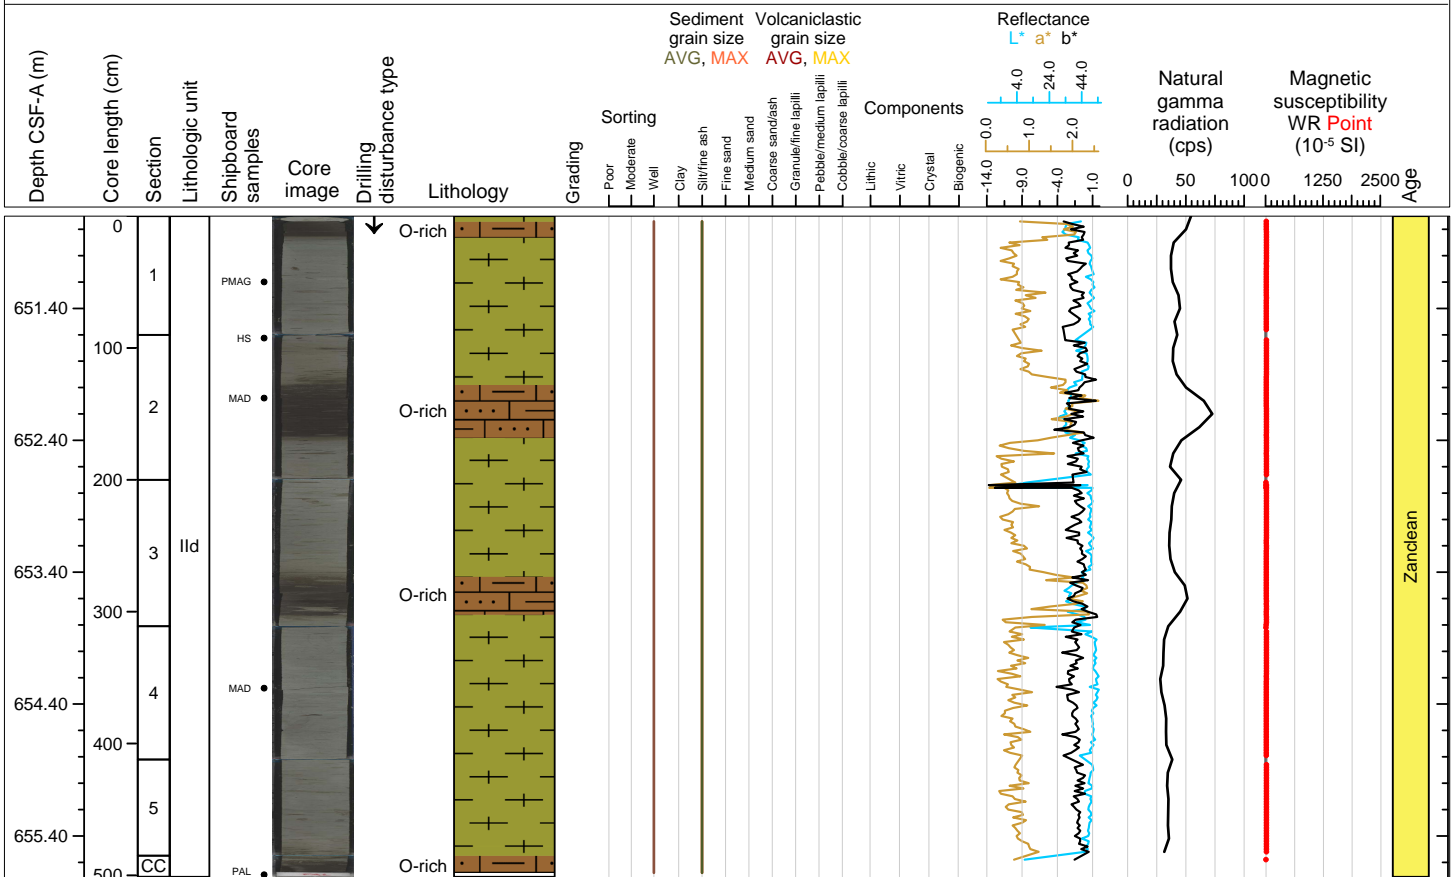 Depth CSF-A (m)
Core length (cm)
Section
Lithologic unit
Shipboard
samples
Core
image
Drilling
disturbance type
Lithology
Grading
Sorting
Poor
Moderate
Well
Sediment
grain size
AVG, MAX
Volcaniclastic
grain size
AVG, MAX
Clay
Silt/fine ash
Fine sand
Medium sand
Coarse sand/ash
Granule/fine lapilli
Pebble/medium lapilli
Cobble/coarse lapilli
Components
Lithic
Vitric
Crystal
Biogenic
Reflectance
L* a* b*
4.0 24.0 44.0
0.0 1.0 2.0
-14.0 -9.0 -4.0 1.0
Natural
gamma
radiation
(cps)
0 50 100
Magnetic
susceptibility
WR Point
(10-5 SI)
0 1250 2500
Age
0
100
200
300
400
500
651.40
652.40
653.40
654.40
655.40
1
2
3
4
5
CC
IId
PMAG
HS
MAD
MAD
PAL
O-rich
O-rich
O-rich
O-rich
Zanclean